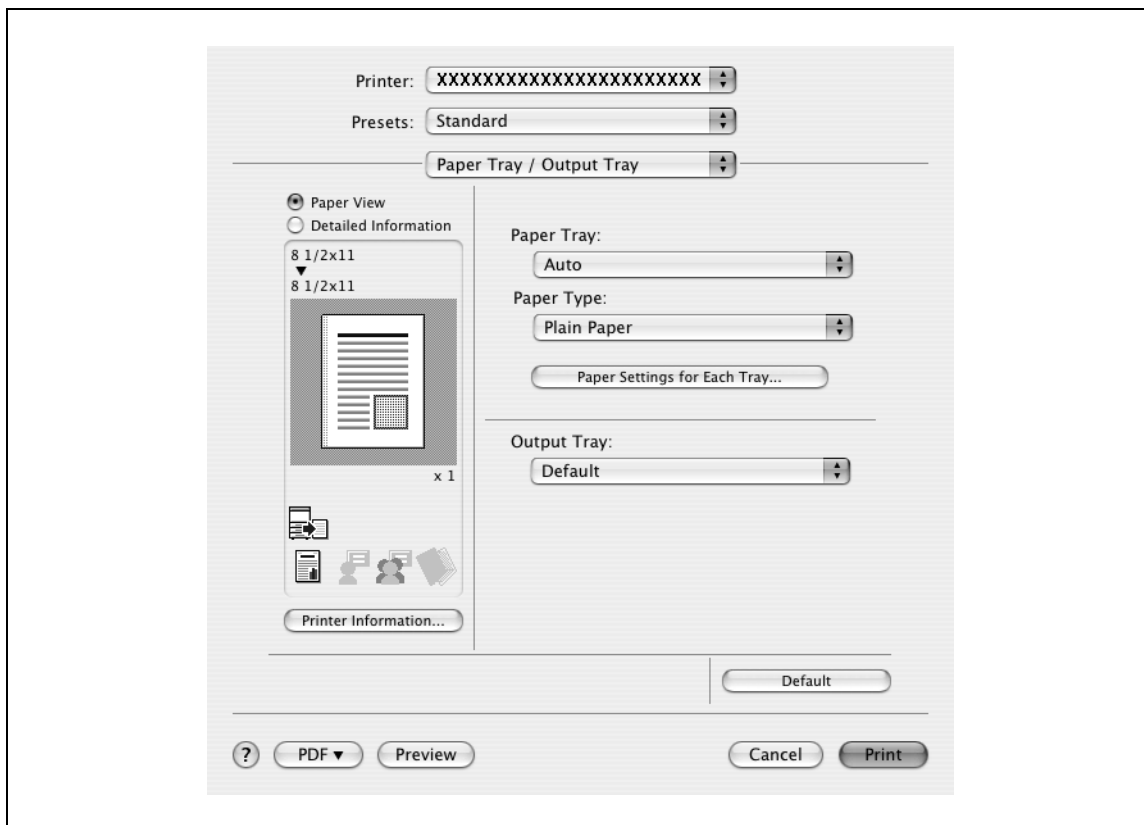 Printer: XXXXXXXXXXXXXXXXXXXXXXX
Presets: Standard
Paper Tray / Output Tray
Paper View
Detailed Information
8 1/2x11
8 1/2x11
x 1
Printer Information...
Paper Tray:
Auto
Paper Type:
Plain Paper
Paper Settings for Each Tray...
Output Tray:
Default
Default
? PDF Preview Cancel Print